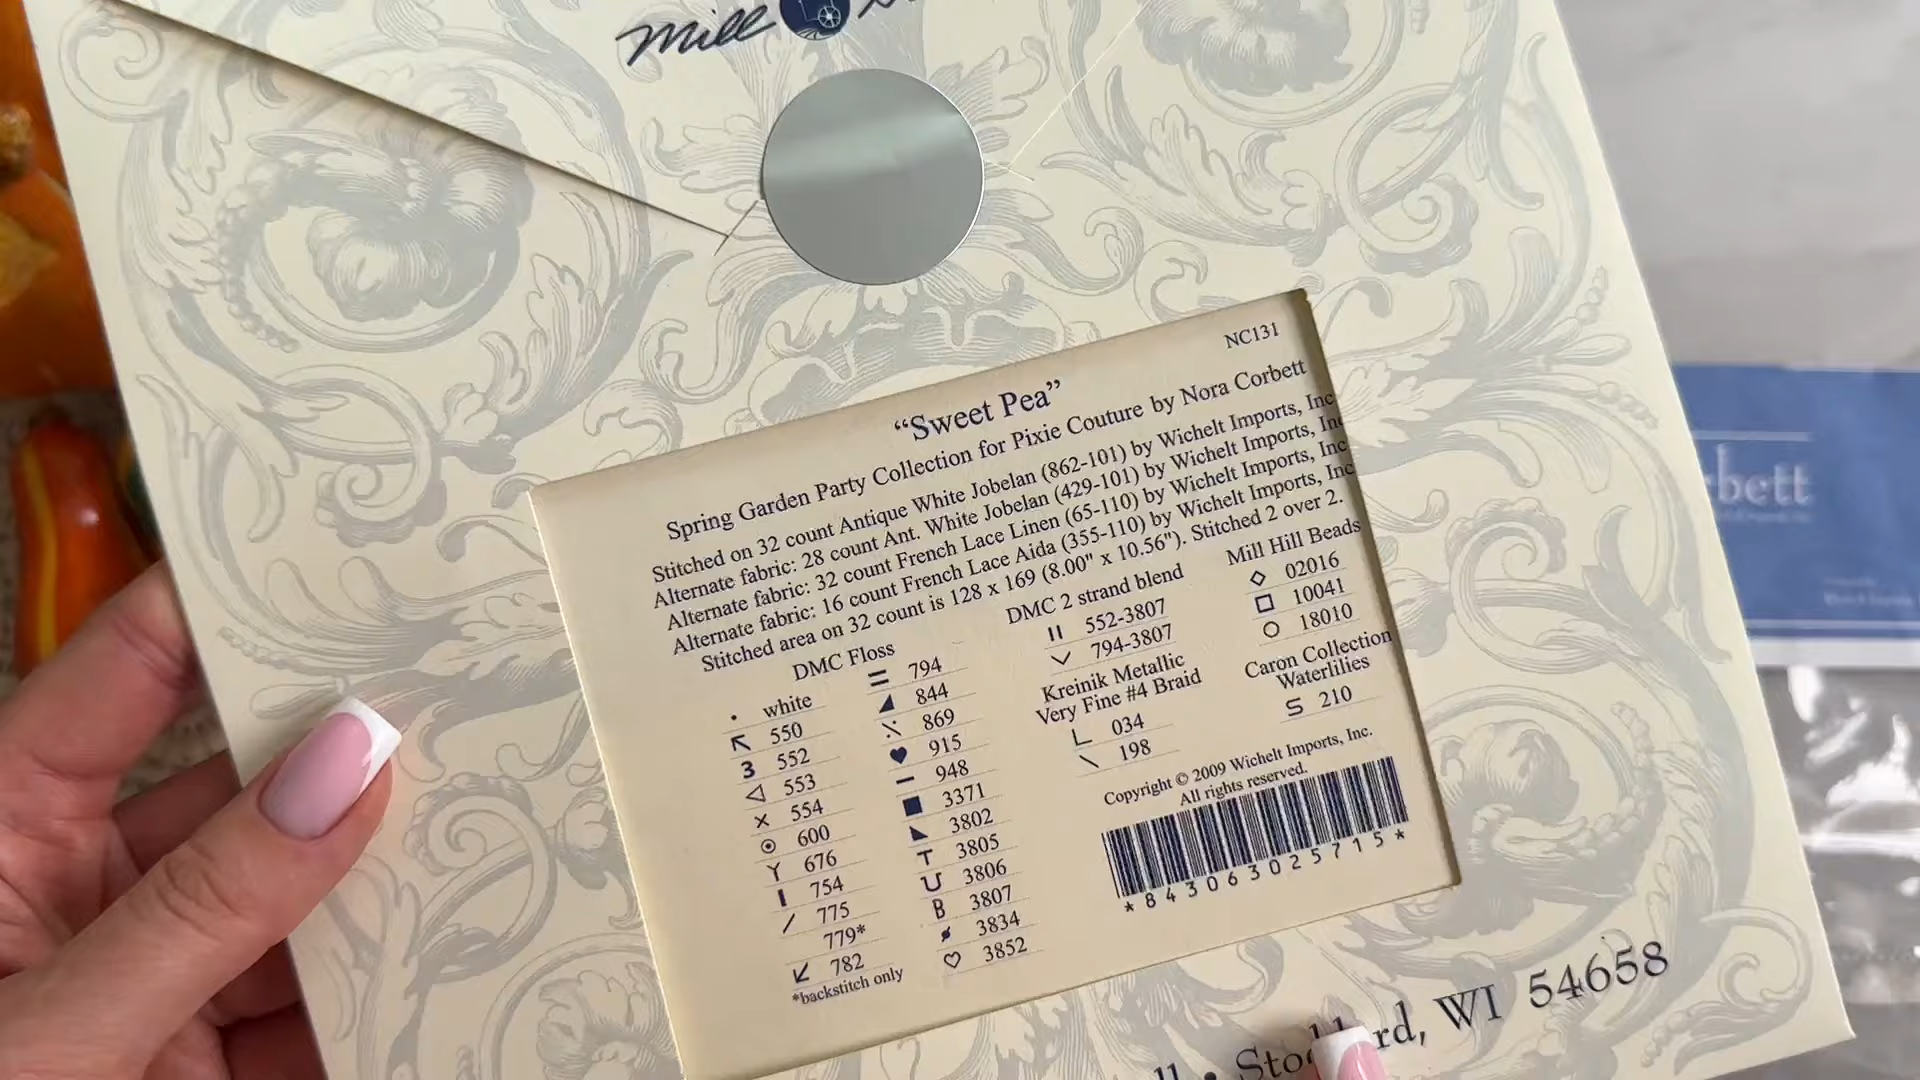 Mill
NC131
“Sweet Pea”
Spring Garden Party Collection for Pixie Couture by Nora Corbett
Stitched on 32 count Antique White Jobelan (862-101) by Wichelt Imports, Inc
Alternate fabric: 28 count Ant. White Jobelan (429-101) by Wichelt Imports, Inc
Alternate fabric: 32 count French Lace Linen (65-110) by Wichelt Imports, Inc
Alternate fabric: 16 count French Lace Aida (355-110) by Wichelt Imports, Inc
Stitched area on 32 count is 128 x 169 (8.00" x 10.56"). Stitched 2 over 2.
DMC Floss
white
550
3 552
553
554
600
676
754
775
779*
782
*backstitch only
794
844
869
915
948
3371
3802
3805
3806
3807
3834
3852
DMC 2 strand blend
552-3807
794-3807
Kreinik Metallic
Very Fine #4 Braid
034
198
Mill Hill Beads
02016
10041
18010
Caron Collection
Waterlilies
S 210
Copyright © 2009 Wichelt Imports, Inc.
All rights reserved.
*843063025715*
rd, WI 54658
bett